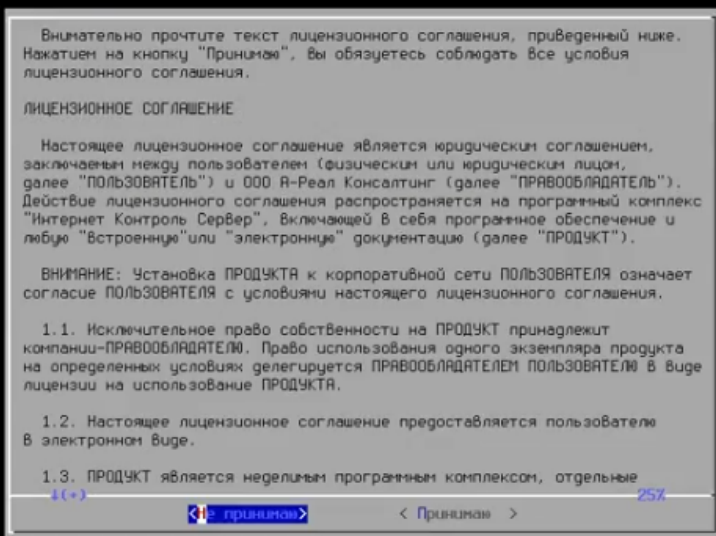 Внимательно прочтите текст лицензионного соглашения, приведенный ниже.
Нажатием на кнопку "Принимаю", Вы обязуетесь соблюдать все условия
лицензионного соглашения.
ЛИЦЕНЗИОННОЕ СОГЛАШЕНИЕ
Настоящее лицензионное соглашение является юридическим соглашением,
заключаемым между пользователем (физическим или юридическим лицом,
далее "ПОЛЬЗОВАТЕЛЬ") и ООО А-Реал Консалтинг (далее "ПРАВООБЛАДАТЕЛЬ").
Действие лицензионного соглашения распространяется на программный комплекс
"Интернет Контроль Сервер", включающей в себя программное обеспечение и
любую "встроенную"или "электронную" документацию (далее "ПРОДУКТ").
ВНИМАНИЕ: Установка ПРОДУКТА к корпоративной сети ПОЛЬЗОВАТЕЛЯ означает
согласие ПОЛЬЗОВАТЕЛЯ с условиями настоящего лицензионного соглашения.
1.1. Исключительное право собственности на ПРОДУКТ принадлежит
компании-ПРАВООБЛАДАТЕЛЮ. Право использования одного экземпляра продукта
на определенных условиях делегируется ПРАВООБЛАДАТЕЛЕМ ПОЛЬЗОВАТЕЛЮ в виде
лицензии на использование ПРОДУКТА.
1.2. Настоящее лицензионное соглашение предоставляется пользователю
в электронном виде.
1.3. ПРОДУКТ является неделимым программным комплексом, отдельные
↓(+) 25%
<Не принимаю> < Принимаю >